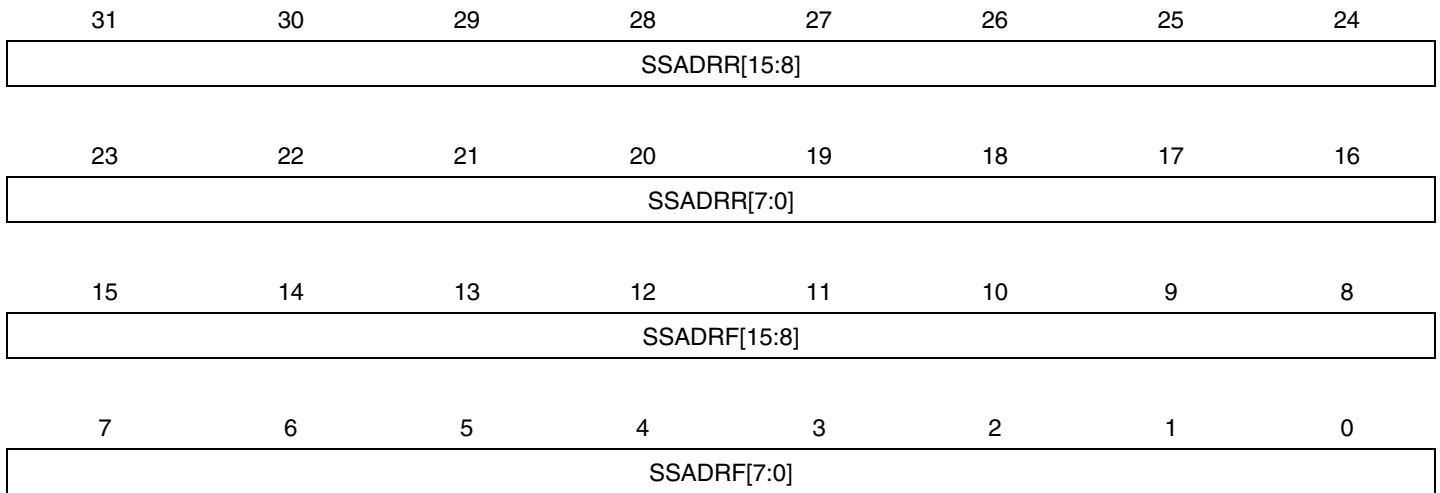 31 30 29 28 27 26 25 24
SSADRR[15:8]
23 22 21 20 19 18 17 16
SSADRR[7:0]
15 14 13 12 11 10 9 8
SSADRF[15:8]
7 6 5 4 3 2 1 0
SSADRF[7:0]